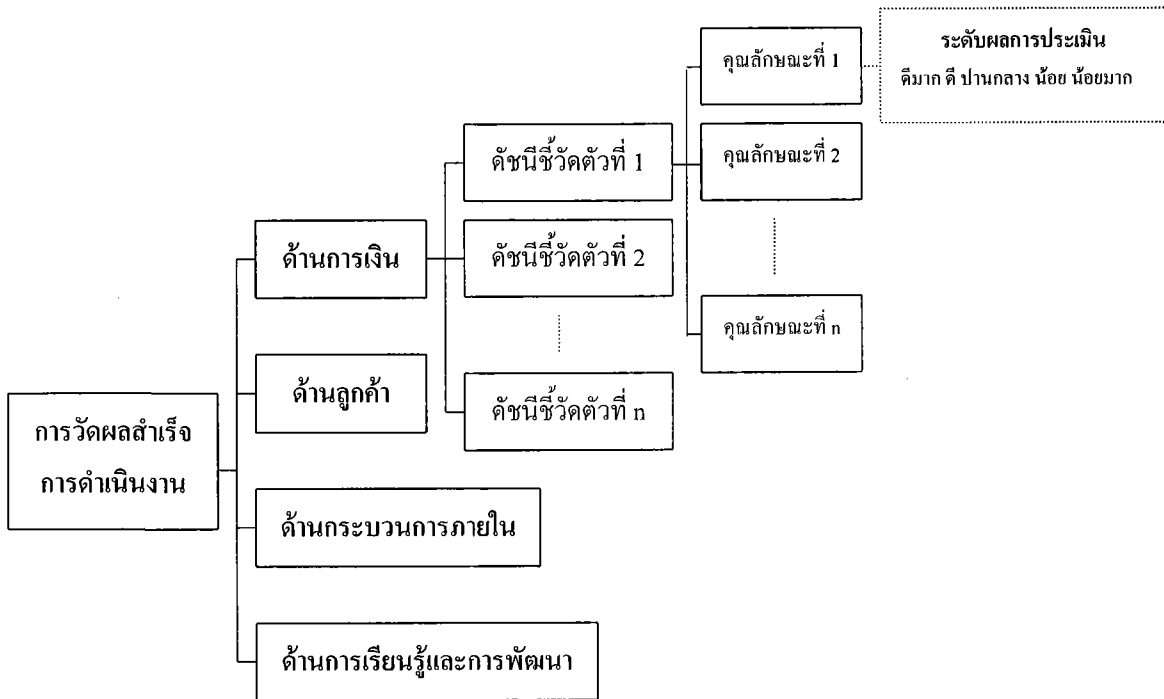 การวัดผลสำเร็จ
การดำเนินงาน
ด้านการเงิน
ด้านลูกค้า
ด้านกระบวนการภายใน
ด้านการเรียนรู้และการพัฒนา
ดัชนีชี้วัดตัวที่ 1
ดัชนีชี้วัดตัวที่ 2
ดัชนีชี้วัดตัวที่ n
คุณลักษณะที่ 1
คุณลักษณะที่ 2
คุณลักษณะที่ n
ระดับผลการประเมิน
ดีมาก ดี ปานกลาง น้อย น้อยมาก